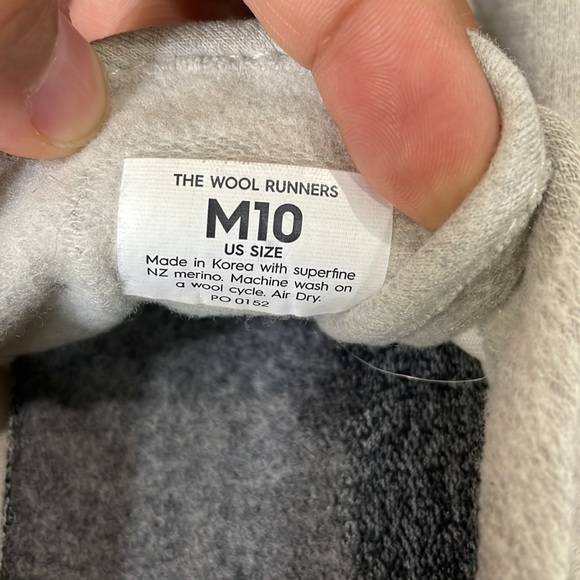 THE WOOL RUNNERS
M10
US SIZE
Made in Korea with superfine
NZ merino. Machine wash on
a wool cycle. Air Dry.
PO 0152